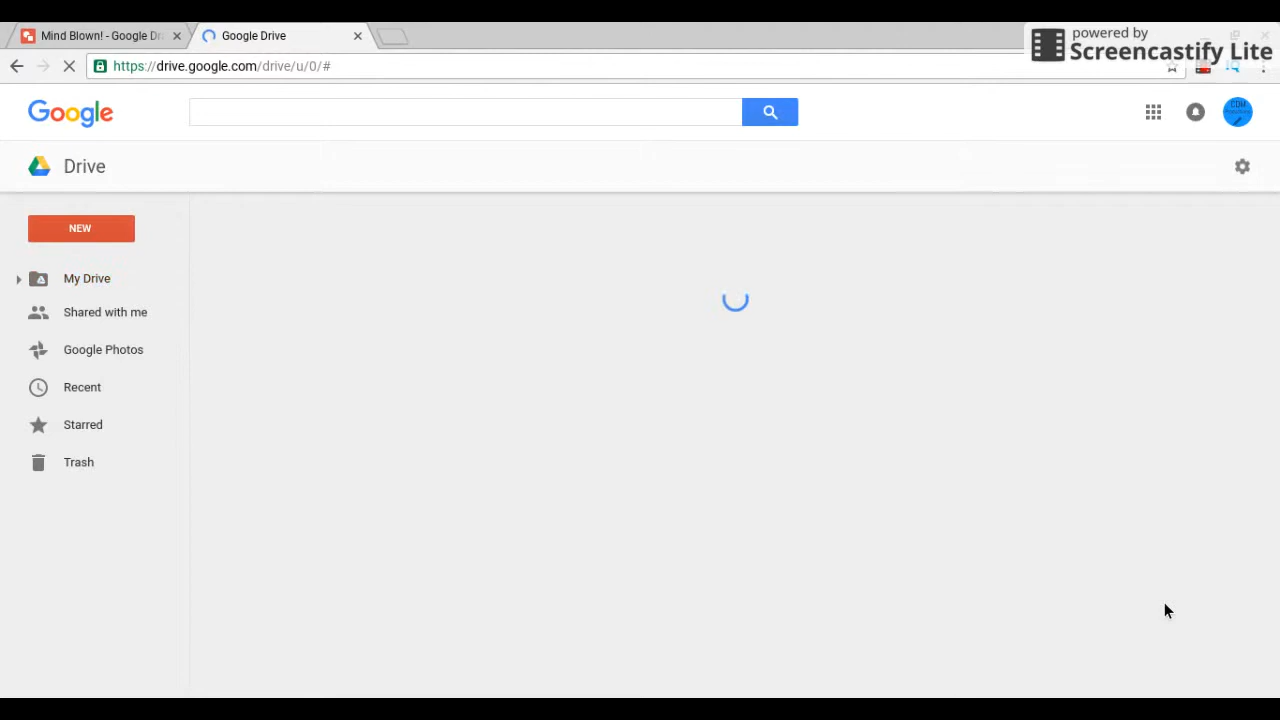 Mind Blown! - Google Dr
Google Drive
powered by
Screencastify Lite
https://drive.google.com/drive/u/0/#
Google
Drive
NEW
My Drive
Shared with me
Google Photos
Recent
Starred
Trash